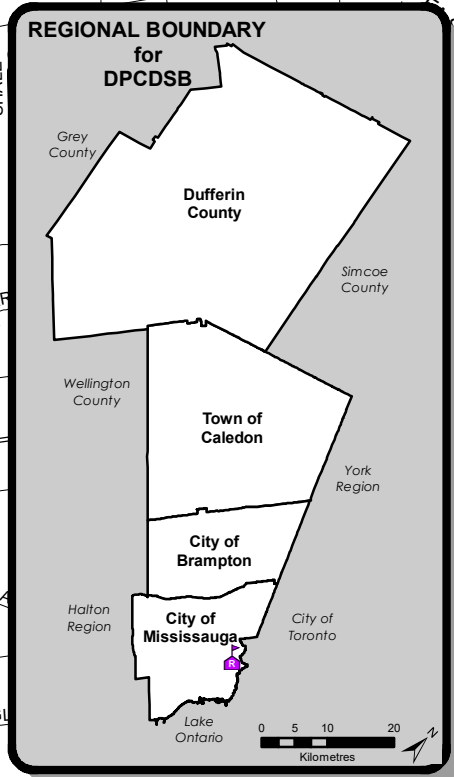 REGIONAL BOUNDARY
for
DPCDSB
Grey
County
Dufferin
County
Simcoe
County
Wellington
County
Town of
Caledon
York
Region
City of
Brampton
Halton
Region
City of
Mississauga
City of
Toronto
R
Lake
Ontario
0 5 10 20
Kilometres
N